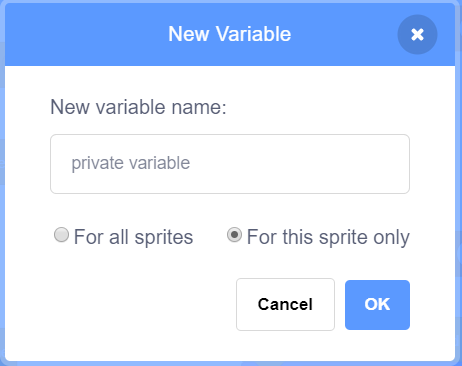 New Variable
New variable name:
private variable
For all sprites For this sprite only
Cancel OK